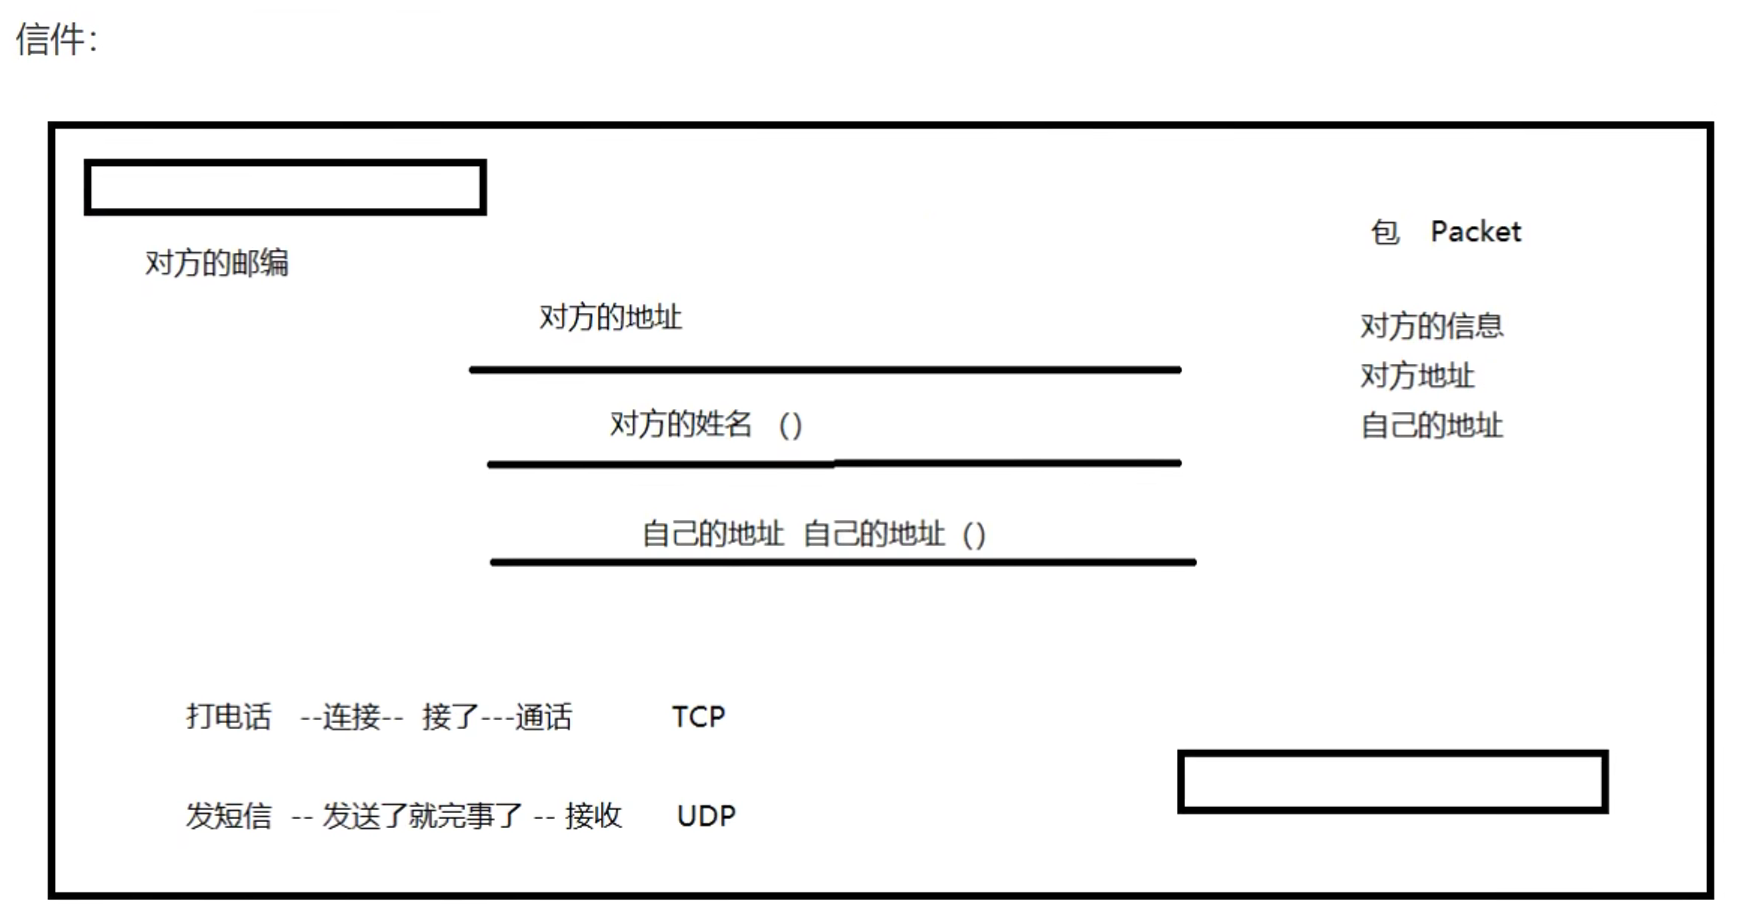 信件：
包 Packet
对方的邮编
对方的地址
对方的信息
对方地址
对方的姓名 （）
自己的地址
自己的地址 自己的地址（）
打电话 --连接-- 接了---通话 TCP
发短信 -- 发送了就完事了 -- 接收 UDP